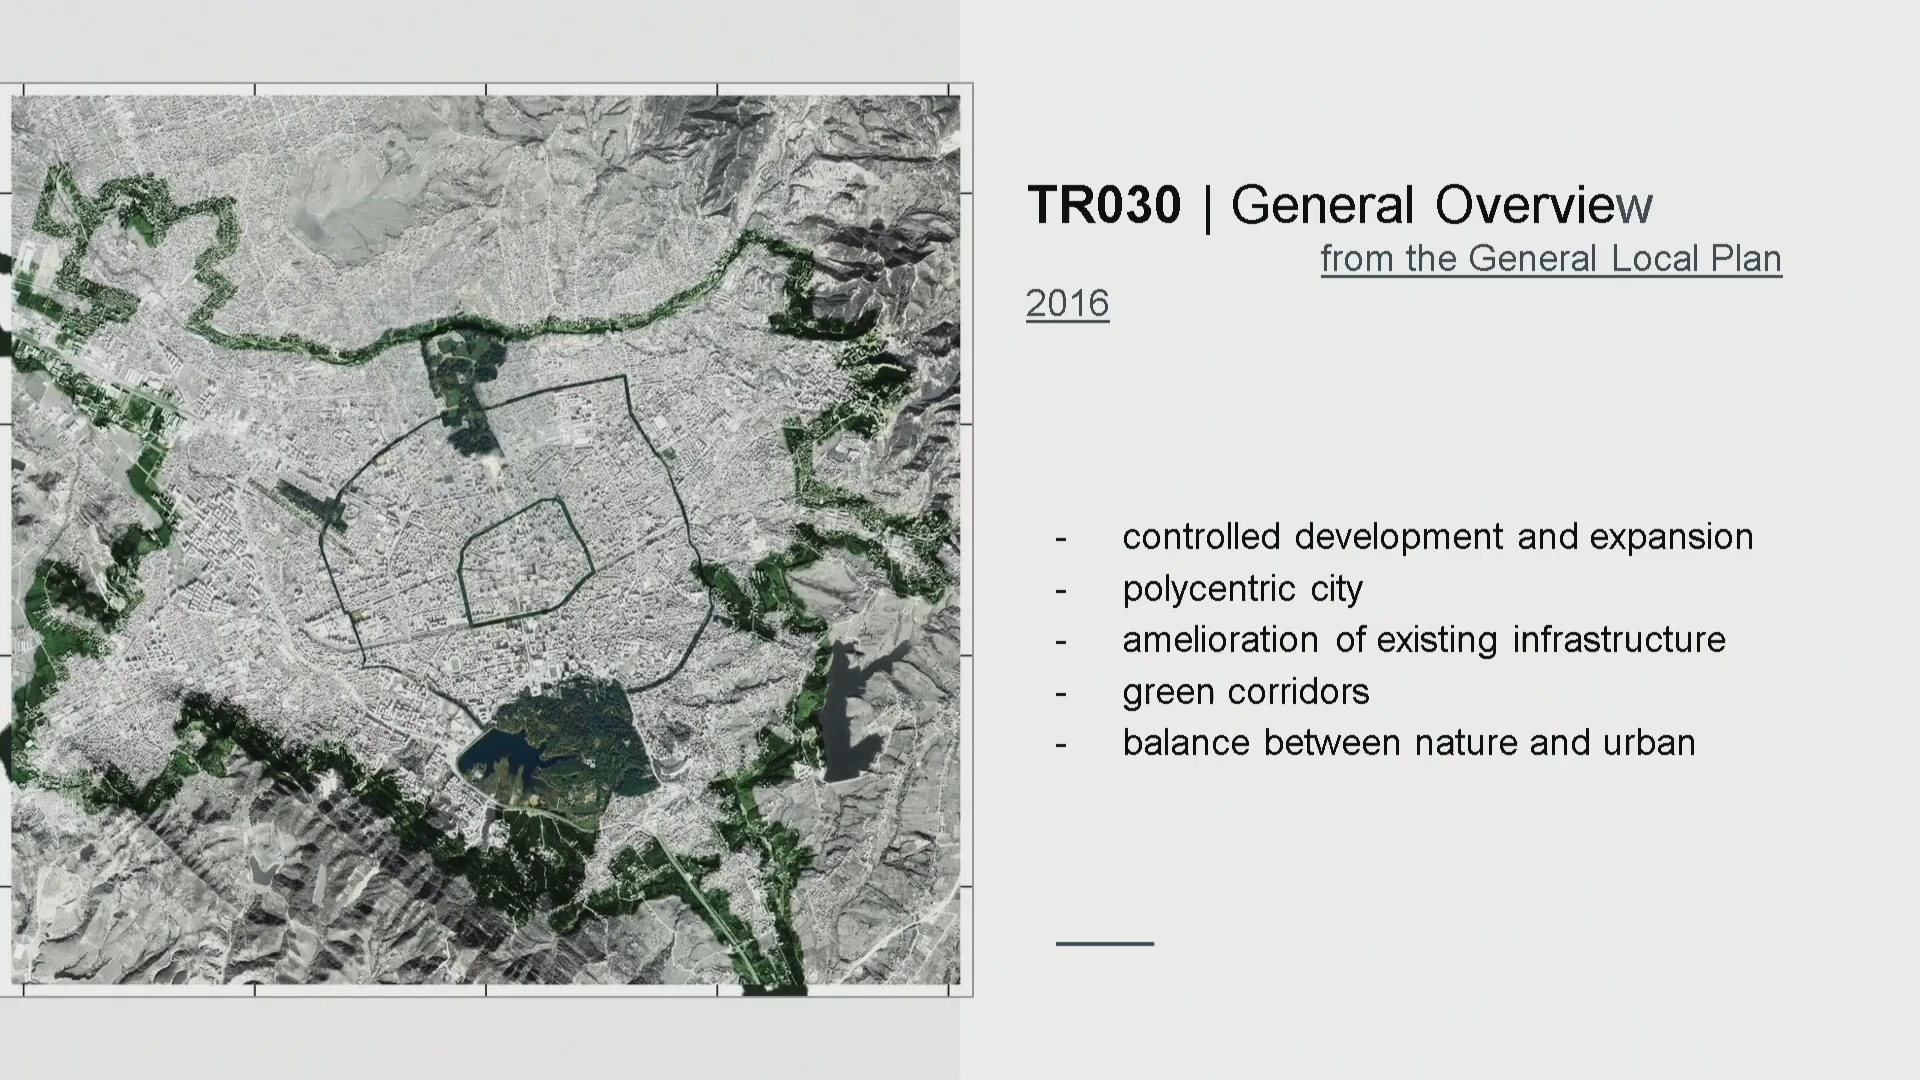 TR030 | General Overview
from the General Local Plan
2016
- controlled development and expansion
- polycentric city
- amelioration of existing infrastructure
- green corridors
- balance between nature and urban